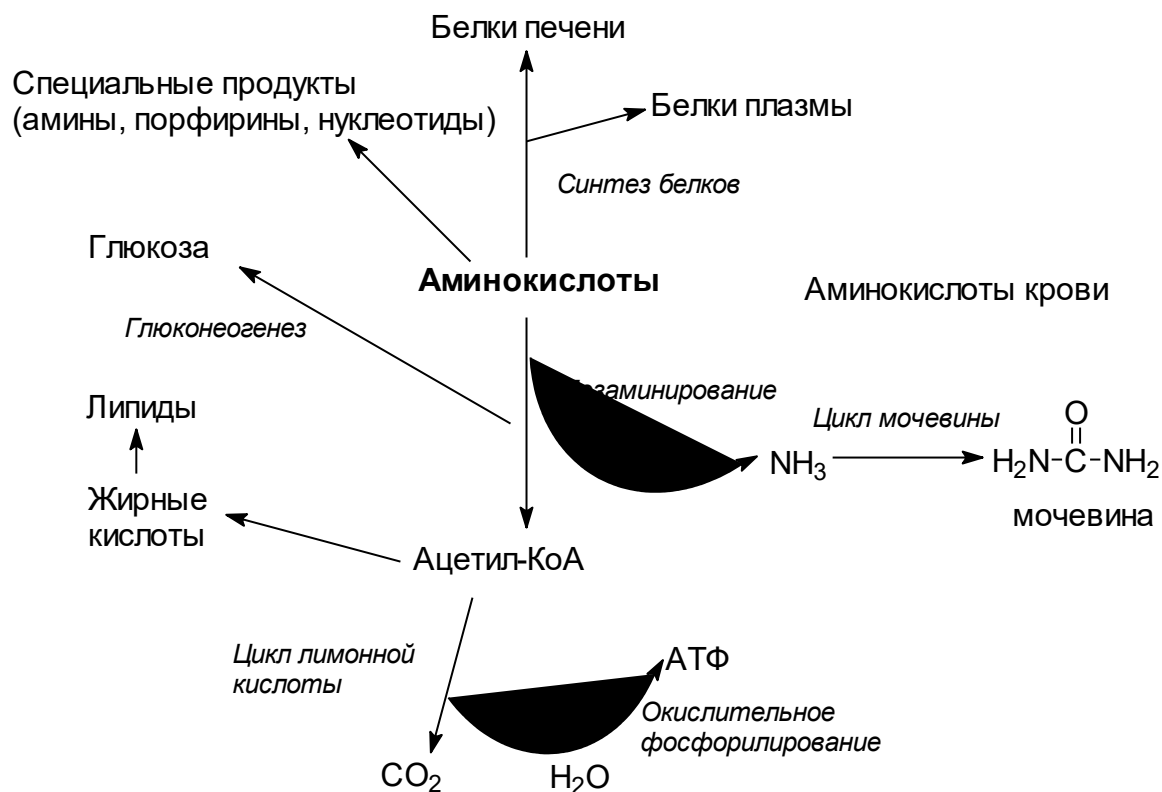 Белки печени
Специальные продукты
(амины, порфирины, нуклеотиды)
Белки плазмы
Синтез белков
Глюкоза
Аминокислоты
Аминокислоты крови
Глюконеогенез
Липиды
Цикл мочевины
O
NH3
H2N-C-NH2
Жирные
кислоты
мочевина
Ацетил-КоА
Цикл лимонной
кислоты
АТФ
Окислительное
фосфорилирование
CO2
H2O